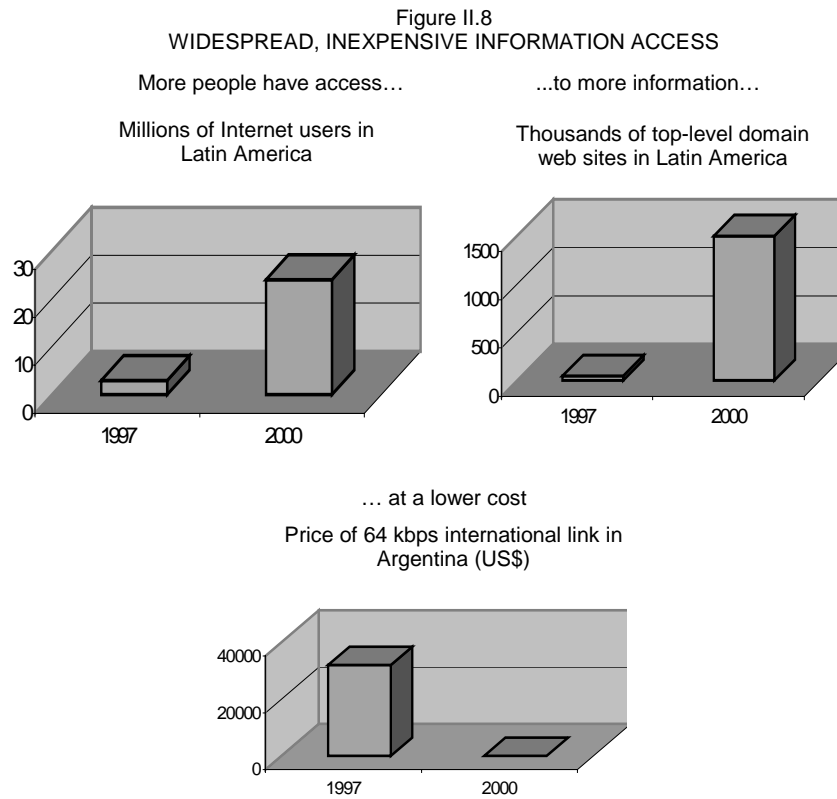 Figure II.8
WIDESPREAD, INEXPENSIVE INFORMATION ACCESS
More people have access…
Millions of Internet users in
Latin America
30
20
10
0
1997
2000
...to more information…
Thousands of top-level domain
web sites in Latin America
1500
1000
500
0
1997
2000
… at a lower cost
Price of 64 kbps international link in
Argentina (US$)
40000
20000
0
1997
2000